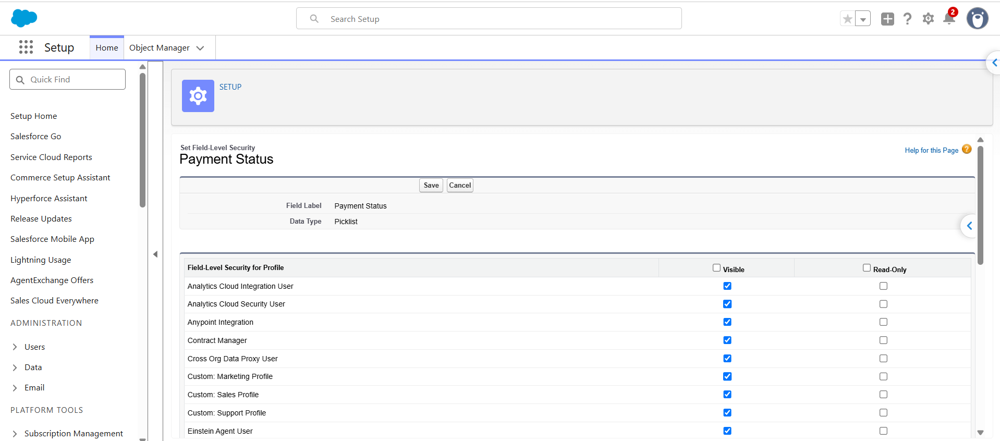 Search Setup
2
Setup
Home
Object Manager
Quick Find
Setup Home
Salesforce Go
Service Cloud Reports
Commerce Setup Assistant
Hyperforce Assistant
Release Updates
Salesforce Mobile App
Lightning Usage
AgentExchange Offers
Sales Cloud Everywhere
ADMINISTRATION
Users
Data
Email
PLATFORM TOOLS
Subscription Management
SETUP
Set Field-Level Security
Payment Status
Help for this Page ?
Save Cancel
Field Label Payment Status
Data Type Picklist
Field-Level Security for Profile Visible Read-Only
Analytics Cloud Integration User
Analytics Cloud Security User
Anypoint Integration
Contract Manager
Cross Org Data Proxy User
Custom: Marketing Profile
Custom: Sales Profile
Custom: Support Profile
Einstein Agent User